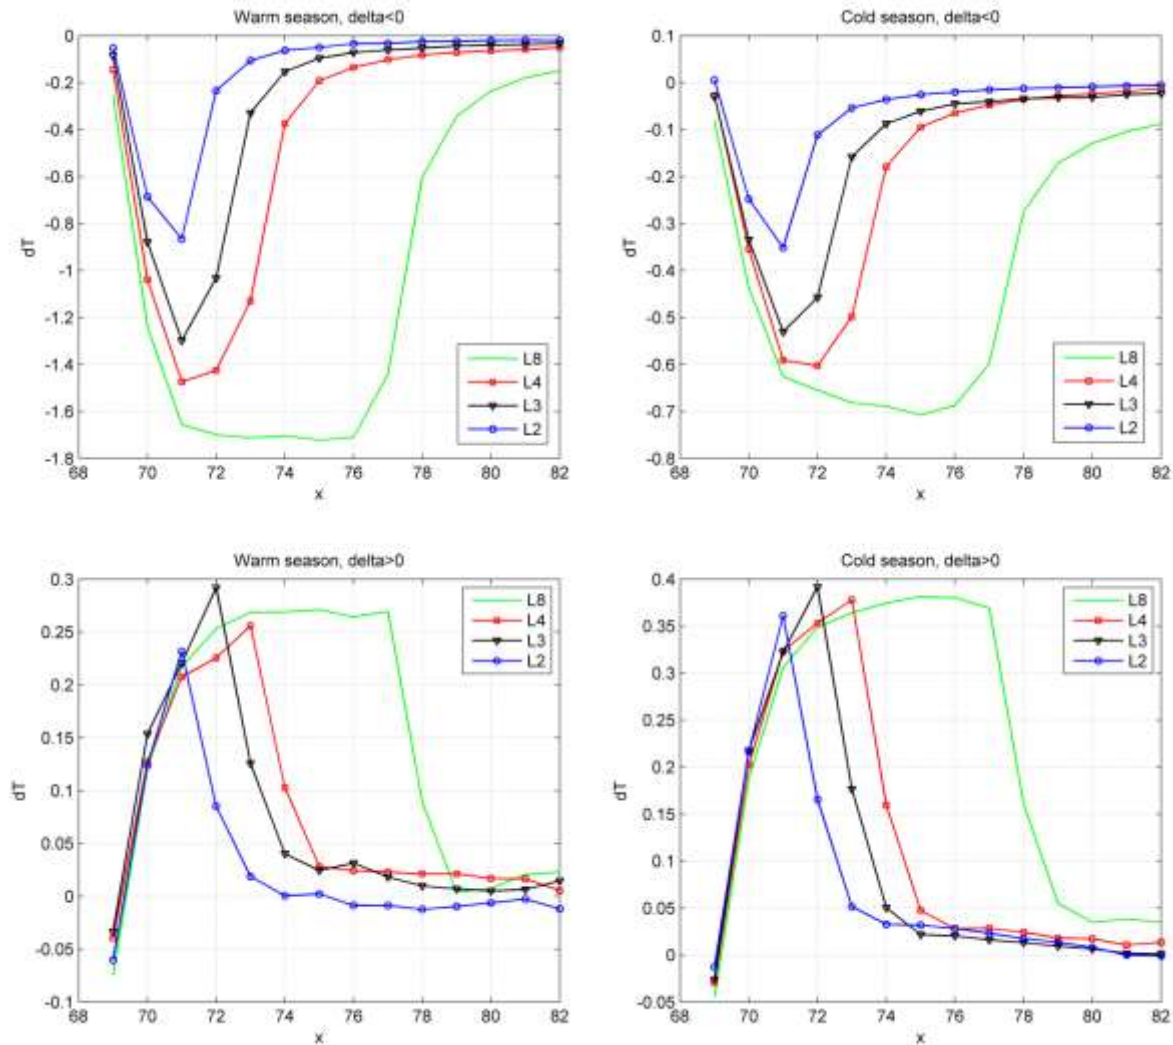 Warm season, delta<0
0
-0.2
-0.4
-0.6
-0.8
-1
-1.2
-1.4
-1.6
-1.8
dT
68 70 72 74 76 78 80 82
x
L8
L4
L3
L2
Cold season, delta<0
0.1
0
-0.1
-0.2
-0.3
-0.4
-0.5
-0.6
-0.7
-0.8
dT
68 70 72 74 76 78 80 82
x
L8
L4
L3
L2
Warm season, delta>0
0.3
0.25
0.2
0.15
0.1
0.05
0
-0.05
-0.1
dT
68 70 72 74 76 78 80 82
x
L8
L4
L3
L2
Cold season, delta>0
0.4
0.35
0.3
0.25
0.2
0.15
0.1
0.05
0
-0.05
dT
68 70 72 74 76 78 80 82
x
L8
L4
L3
L2